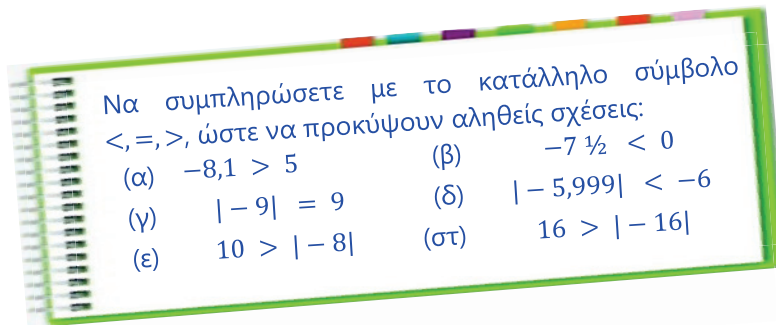 Να συμπληρώσετε με το κατάλληλο σύμβολο
<, =, >, ώστε να προκύψουν αληθείς σχέσεις:
(α) −8,1 > 5 (β) −7 ½ < 0
(γ) |− 9| = 9 (δ) |− 5,999| < −6
(ε) 10 > |− 8| (στ) 16 > |− 16|